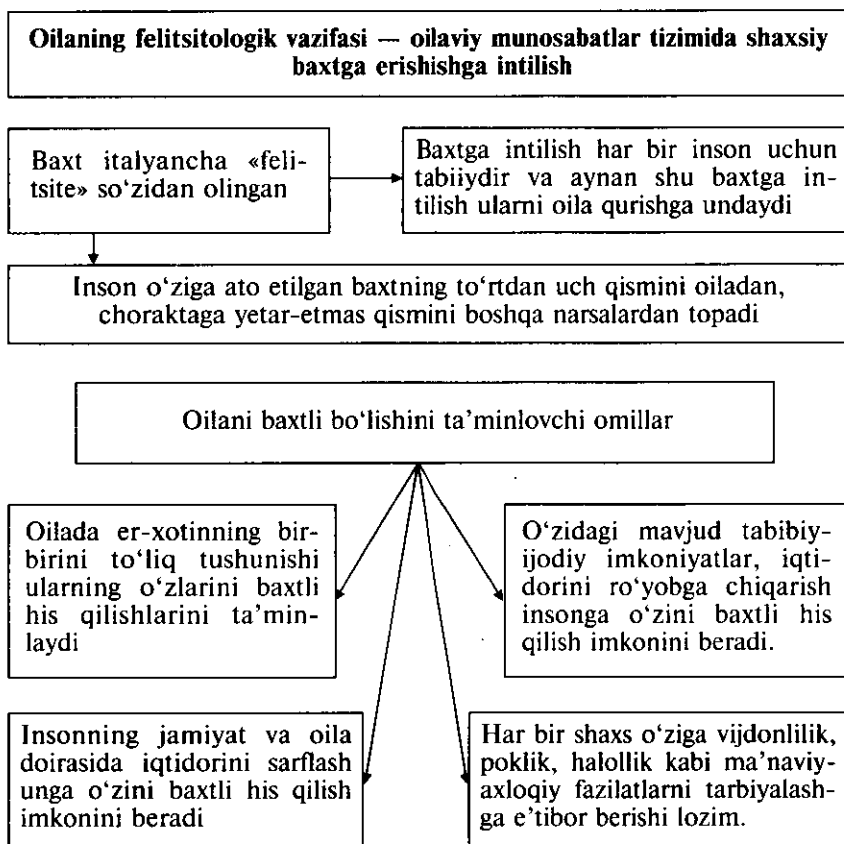 Oilaning felitsitologik vazifasi — oilaviy munosabatlar tizimida shaxsiy
baxtga erishishga intilish
Baxt italyancha «feli-
tsite» so‘zidan olingan
Baxtga intilish har bir inson uchun
tabiiydir va aynan shu baxtga in-
tilish ularni oila qurishga undaydi
Inson o‘ziga ato etilgan baxtning to‘rtdan uch qismini oiladan,
choraktaga yetar-etmas qismini boshqa narsalardan topadi
Oilani baxtli bo‘lishini ta’minlovchi omillar
Oilada er-xotinning bir-
birini to‘liq tushunishi
ularning o‘zlarini baxtli
his qilishlarini ta’min-
laydi
O‘zidagi mavjud tabibiy-
ijodiy imkoniyatlar, iqti-
dorini ro‘yobga chiqarish
insonga o‘zini baxtli his
qilish imkonini beradi.
Insonning jamiyat va oila
doirasida iqtidorini sarflash
unga o‘zini baxtli his qilish
imkonini beradi
Har bir shaxs o‘ziga vijdonlilik,
poklik, halollik kabi ma’naviy-
axloqiy fazilatlarni tarbiyalash-
ga e’tibor berishi lozim.